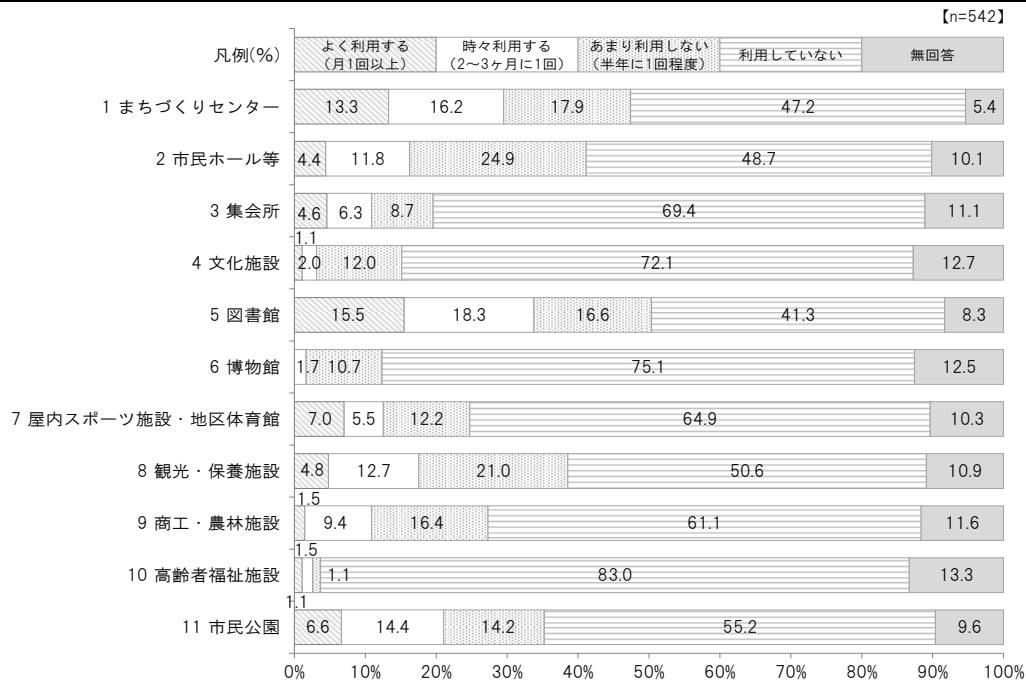 【n=542】
凡例(%)
よく利用する
（月1回以上）
時々利用する
（2～3ヶ月に1回）
あまり利用しない
（半年に1回程度）
利用していない
無回答
1 まちづくりセンター 13.3 16.2 17.9 47.2 5.4
2 市民ホール等 4.4 11.8 24.9 48.7 10.1
3 集会所 4.6 6.3 8.7 69.4 11.1
1.1
4 文化施設 2.0 12.0 72.1 12.7
5 図書館 15.5 18.3 16.6 41.3 8.3
6 博物館 1.7 10.7 75.1 12.5
7 屋内スポーツ施設・地区体育館 7.0 5.5 12.2 64.9 10.3
8 観光・保養施設 4.8 12.7 21.0 50.6 10.9
1.5
9 商工・農林施設 9.4 16.4 61.1 11.6
1.5
10 高齢者福祉施設 1.1 83.0 13.3
1.1
11 市民公園 6.6 14.4 14.2 55.2 9.6
0% 10% 20% 30% 40% 50% 60% 70% 80% 90% 100%